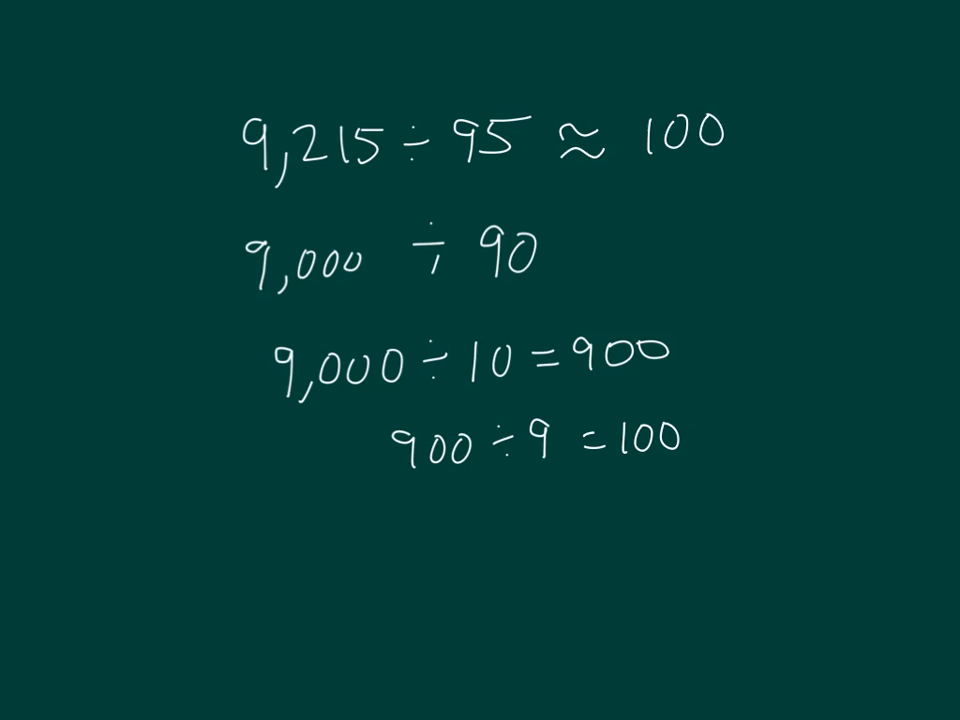 9,215 ÷ 95 ≈ 100
9,000 ÷ 90
9,000 ÷ 10 = 900
900 ÷ 9 = 100